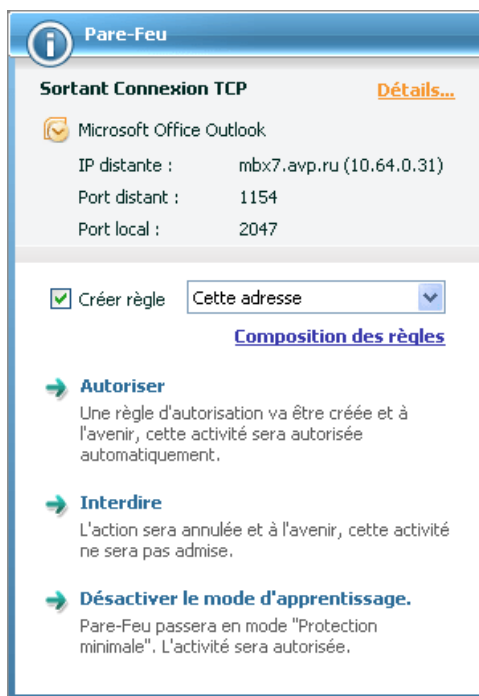 Pare-Feu
Sortant Connexion TCP Détails...
Microsoft Office Outlook
IP distante : mbx7.avp.ru (10.64.0.31)
Port distant : 1154
Port local : 2047
Créer règle Cette adresse
Composition des règles
Autoriser
Une règle d'autorisation va être créée et à
l'avenir, cette activité sera autorisée
automatiquement.
Interdire
L'action sera annulée et à l'avenir, cette activité
ne sera pas admise.
Désactiver le mode d'apprentissage.
Pare-Feu passera en mode "Protection
minimale". L'activité sera autorisée.